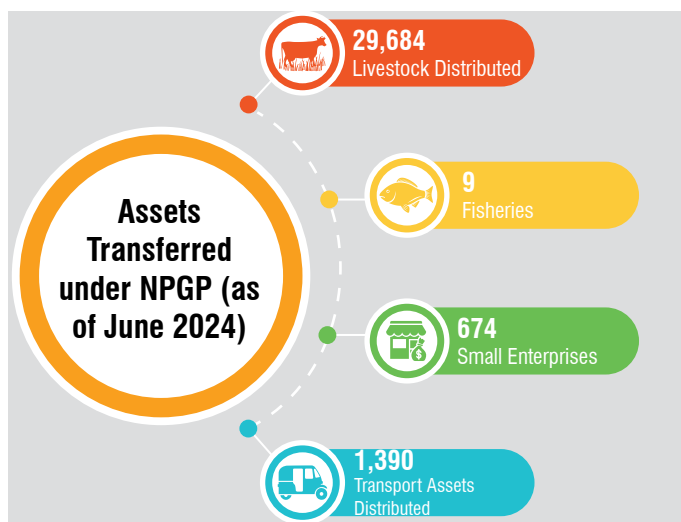 Assets
Transferred
under NPGP (as
of June 2024)
29,684
Livestock Distributed
9
Fisheries
674
Small Enterprises
1,390
Transport Assets
Distributed